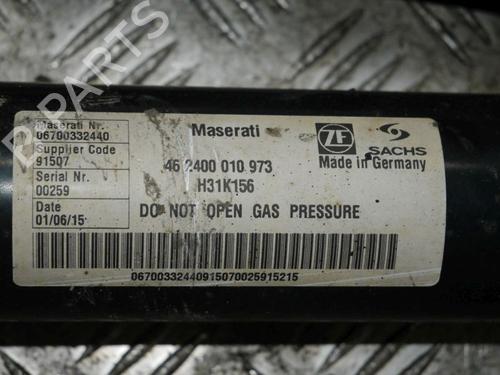 Maserati Nr.
06700332440
Supplier Code
91507
Serial Nr.
00259
Date
01/06/15
Maserati
46 2400 010 973
H31K156
DO NOT OPEN GAS PRESSURE
ZF
SACHS
Made in Germany
06700332440915070025915215